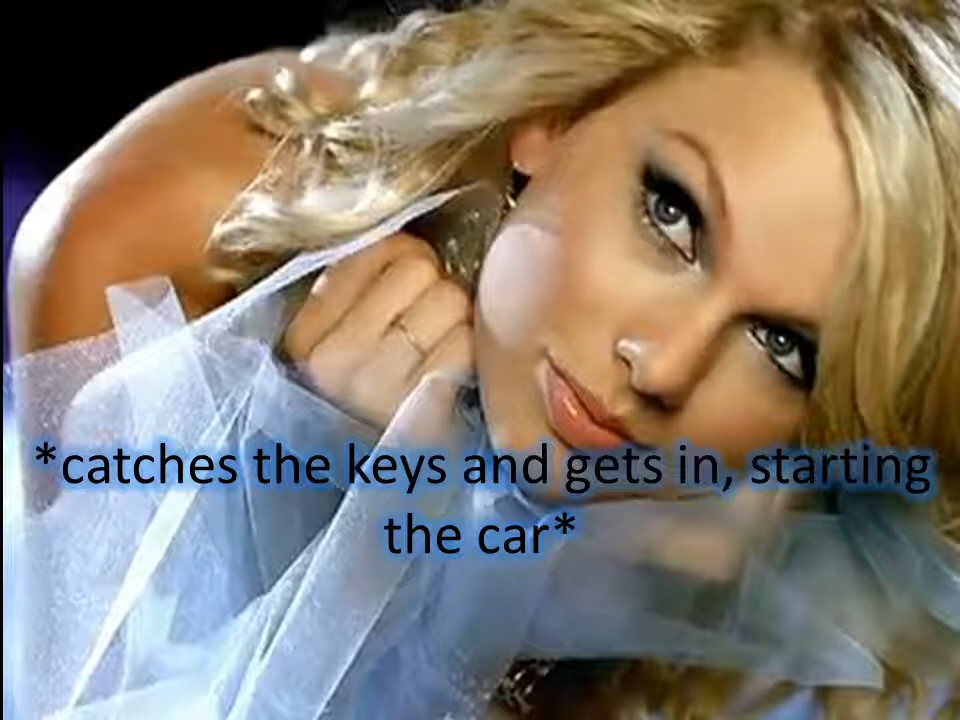 *catches the keys and gets in, starting
the car*